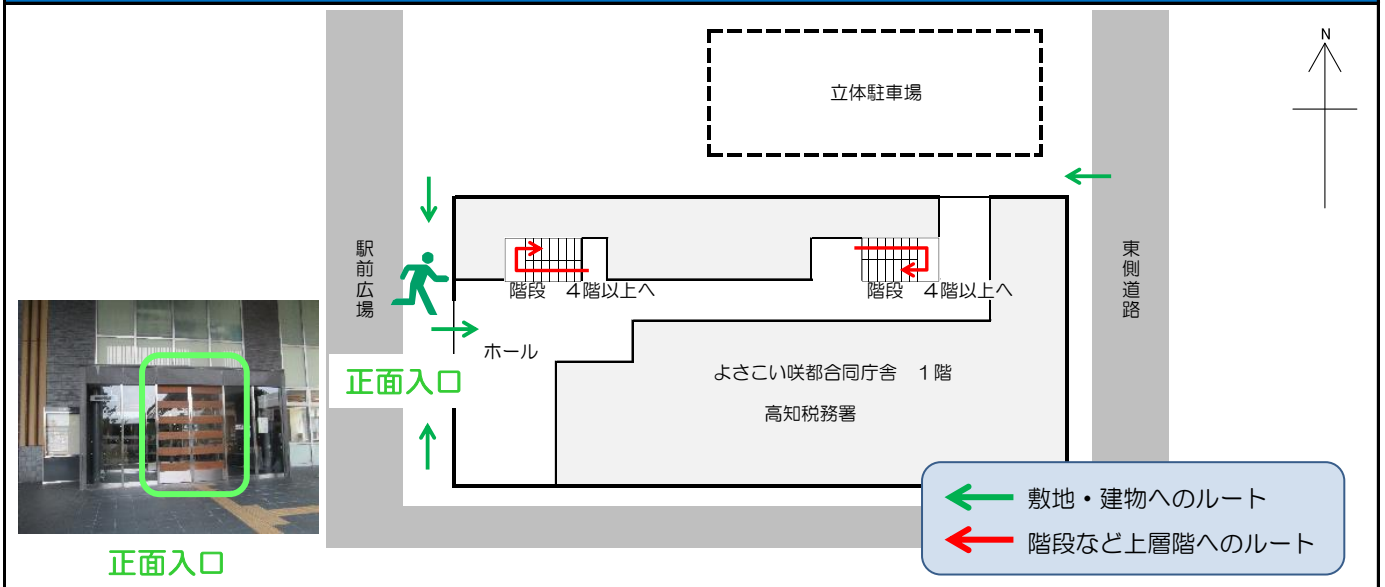 N
立体駐車場
駅前広場
東側道路
階段　4階以上へ
階段　4階以上へ
ホール
正面入口
よさこい咲都合同庁舎　1階
高知税務署
敷地・建物へのルート
階段など上層階へのルート
正面入口